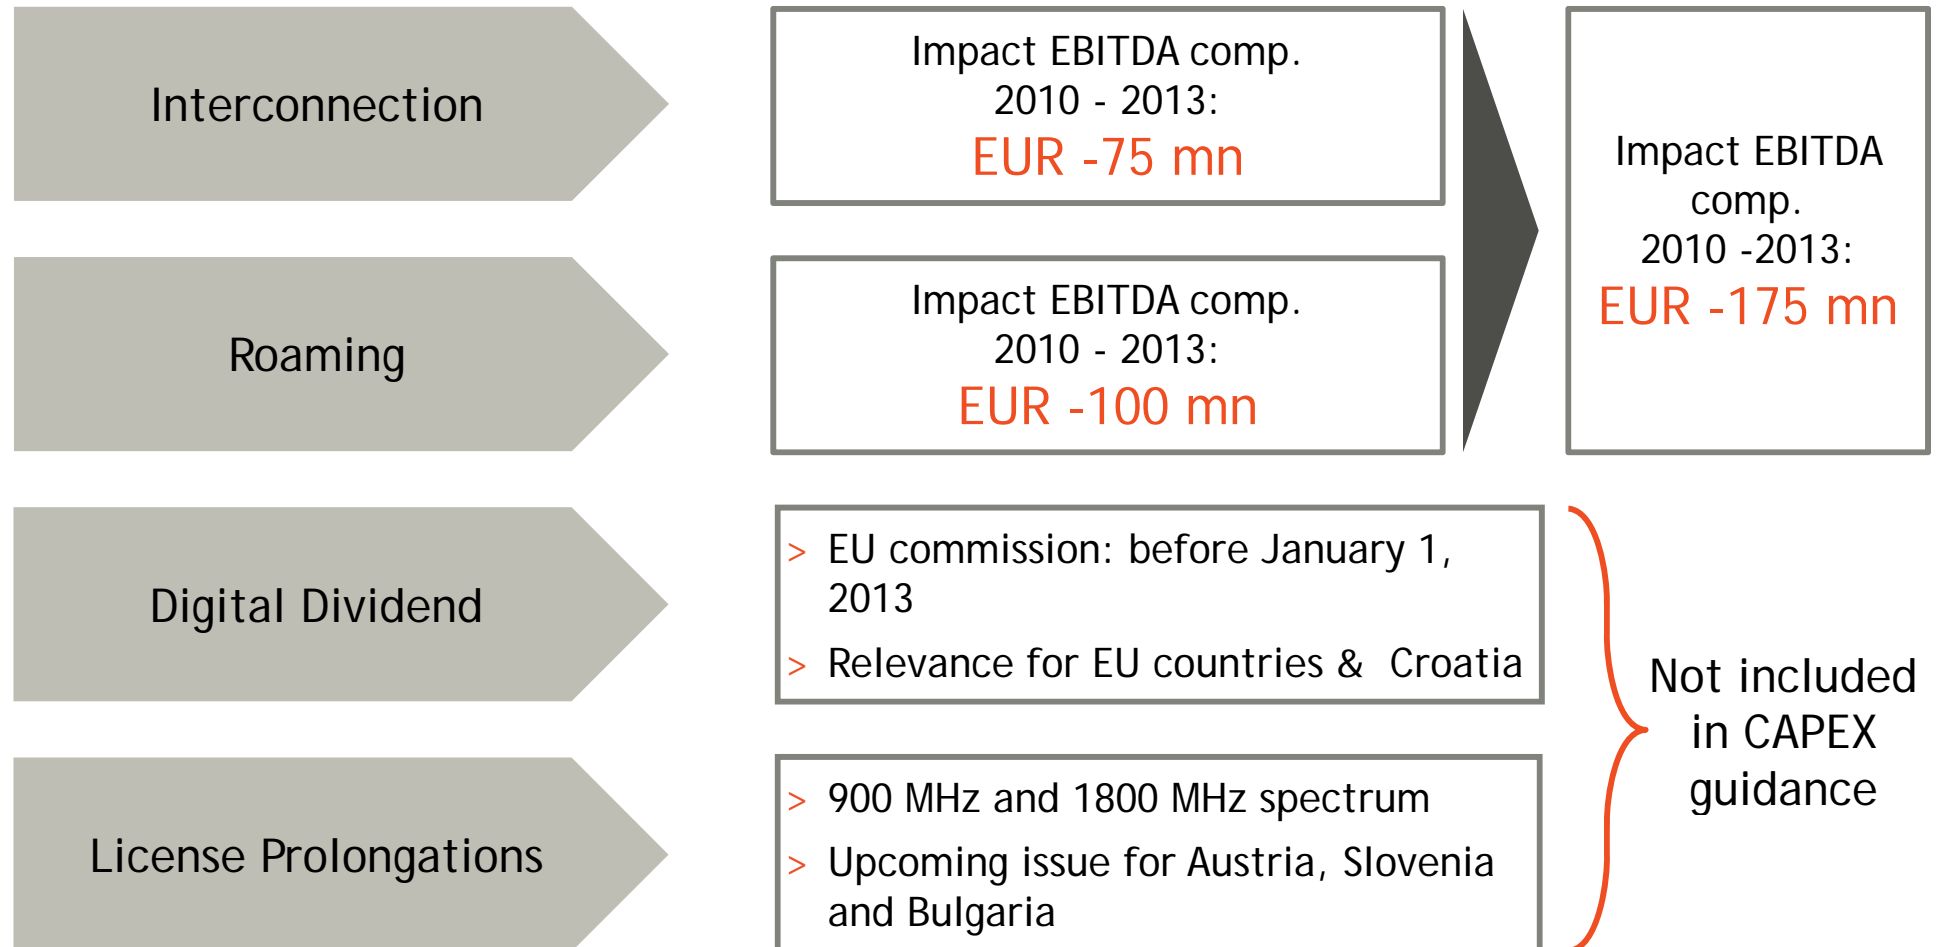 Interconnection
Impact EBITDA comp.
2010 - 2013:
EUR -75 mn
Impact EBITDA
comp.
2010 -2013:
EUR -175 mn
Roaming
Impact EBITDA comp.
2010 - 2013:
EUR -100 mn
Digital Dividend
> EU commission: before January 1,
2013
> Relevance for EU countries & Croatia
Not included
in CAPEX
guidance
License Prolongations
> 900 MHz and 1800 MHz spectrum
> Upcoming issue for Austria, Slovenia
and Bulgaria